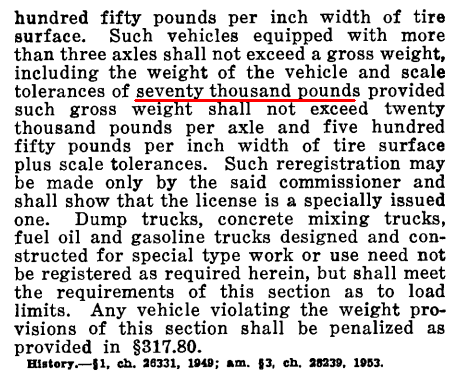 hundred fifty pounds per inch width of tire
surface. Such vehicles equipped with more
than three axles shall not exceed a gross weight,
including the weight of the vehicle and scale
tolerances of seventy thousand pounds provided
such gross weight shall not exceed twenty
thousand pounds per axle and five hundred
fifty pounds per inch width of tire surface
plus scale tolerances. Such reregistration may
be made only by the said commissioner and
shall show that the license is a specially issued
one. Dump trucks, concrete mixing trucks,
fuel oil and gasoline trucks designed and con-
structed for special type work or use need not
be registered as required herein, but shall meet
the requirements of this section as to load
limits. Any vehicle violating the weight pro-
visions of this section shall be penalized as
provided in §317.80.
History.—§1, ch. 26331, 1949; am. §3, ch. 28239, 1953.